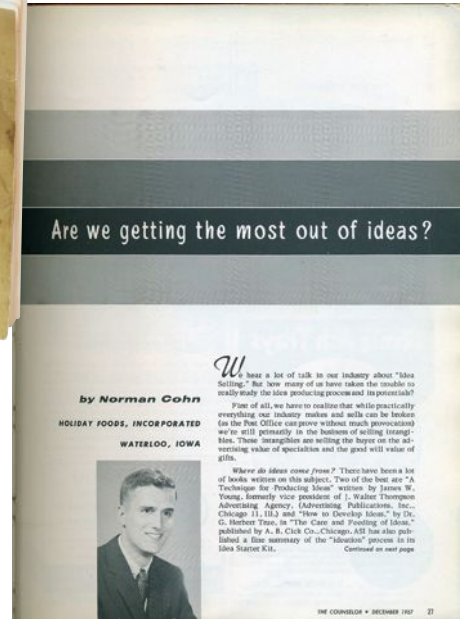 Are we getting the most out of ideas?
by Norman Cohn
HOLIDAY FOODS, INCORPORATED
WATERLOO, IOWA
We hear a lot of talk in our industry about "Idea
Selling." But how many of us have taken the trouble to
really study the idea producing process and its potentials?
First of all, we have to realize that while practically
everything our industry makes and sells can be broken
(as the Post Office can prove without much provocation)
we're still primarily in the business of selling intangi-
bles. These intangibles are selling the buyer on the ad-
vertising value of specialties and the good will value of
gifts.
Where do ideas come from? There have been a lot
of books written on this subject. Two of the best are "A
Technique for Producing Ideas" written by James W.
Young, formerly vice president of J. Walter Thompson
Advertising Agency, (Advertising Publications, Inc.,
Chicago 11, Ill.) and "How to Develop Ideas," by Dr.
G. Herbert True, in "The Care and Feeding of Ideas,"
published by A. B. Cick Co., Chicago. ASI has also pub-
lished a fine summary of the "ideation" process in its
Idea Starter Kit.
Continued on next page
THE COUNSELOR • DECEMBER 1957 27